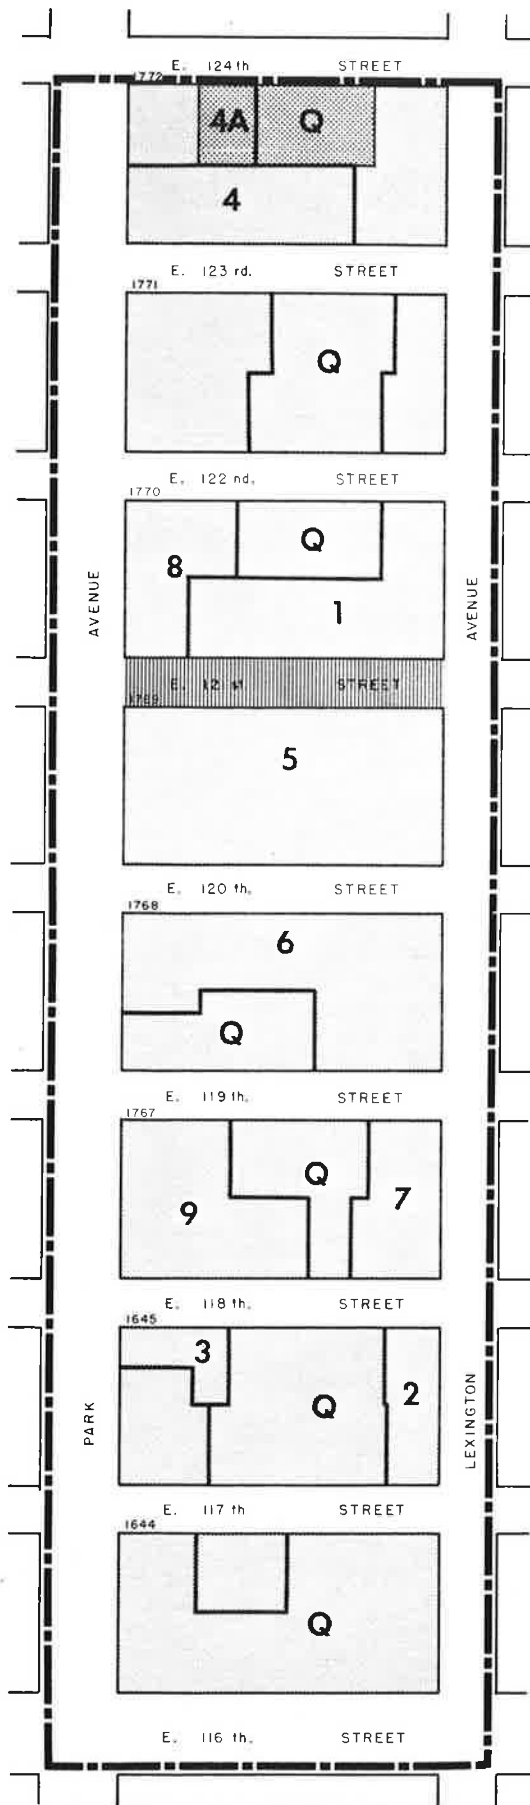 E. 124th STREET
1772
4A Q
4
E. 123 rd. STREET
1771
Q
E. 122 nd. STREET
1770
Q
8
1
AVENUE
AVENUE
E. 121 st STREET
1769
5
E. 120 th. STREET
1768
6
Q
E. 119 th. STREET
1767
Q
7
9
E. 118 th. STREET
1645
3
2
Q
PARK
LEXINGTON
E. 117 th STREET
1644
Q
E. 116 th. STREET